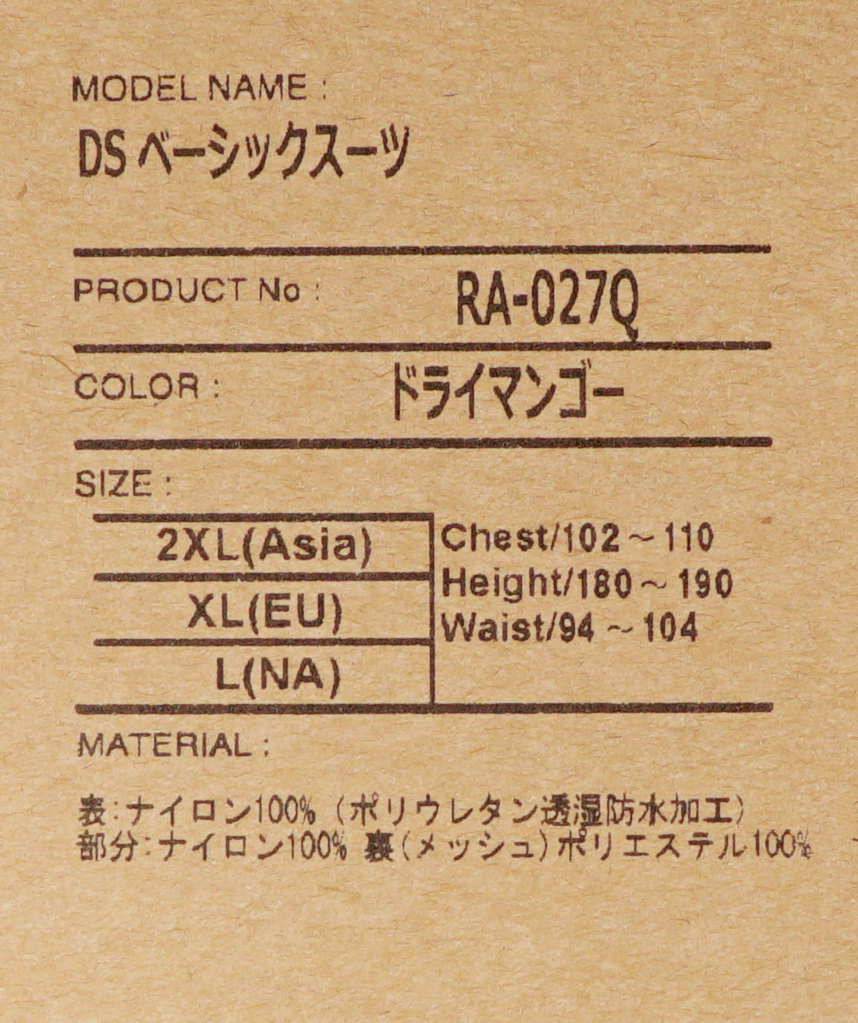 MODEL NAME :
DS ベーシックスーツ
PRODUCT No : RA-027Q
COLOR : ドライマンゴー
SIZE :
2XL(Asia)
XL(EU)
L(NA)
Chest/102～110
Height/180～190
Waist/94～104
MATERIAL :
表:ナイロン100% (ポリウレタン透湿防水加工)
部分:ナイロン100% 裏(メッシュ)ポリエステル100%